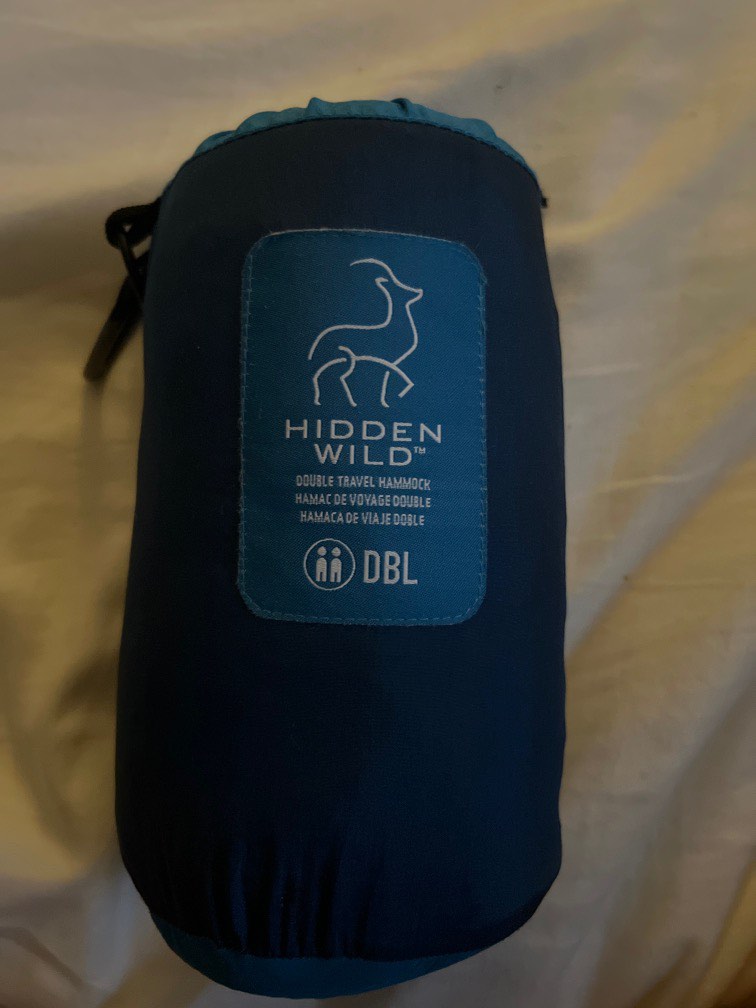 HIDDEN
WILD™
DOUBLE TRAVEL HAMMOCK
HAMAC DE VOYAGE DOUBLE
HAMACA DE VIAJE DOBLE
DBL